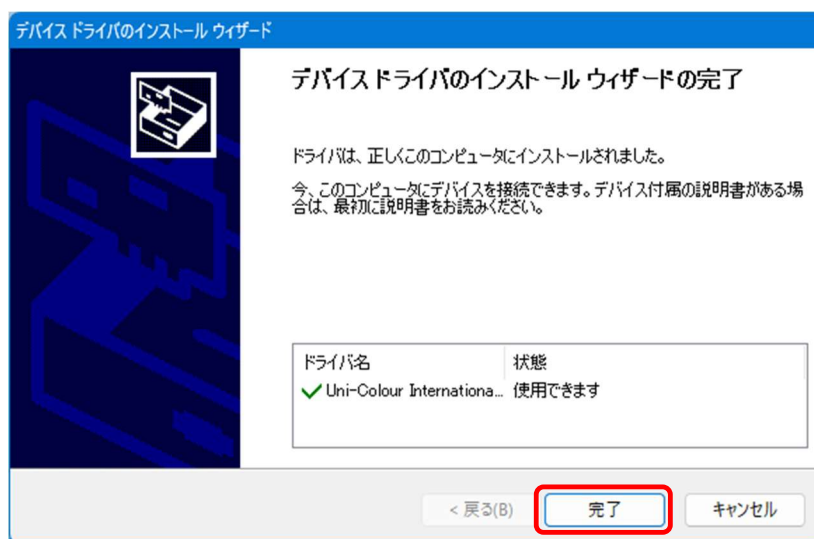 デバイス ドライバのインストール ウィザード
デバイス ドライバのインストール ウィザードの完了
ドライバは、正しくこのコンピュータにインストールされました。
今、このコンピュータにデバイスを接続できます。デバイス付属の説明書がある場
合は、最初に説明書をお読みください。
ドライバ名 状態
Uni-Colour Internationa... 使用できます
< 戻る(B) 完了 キャンセル